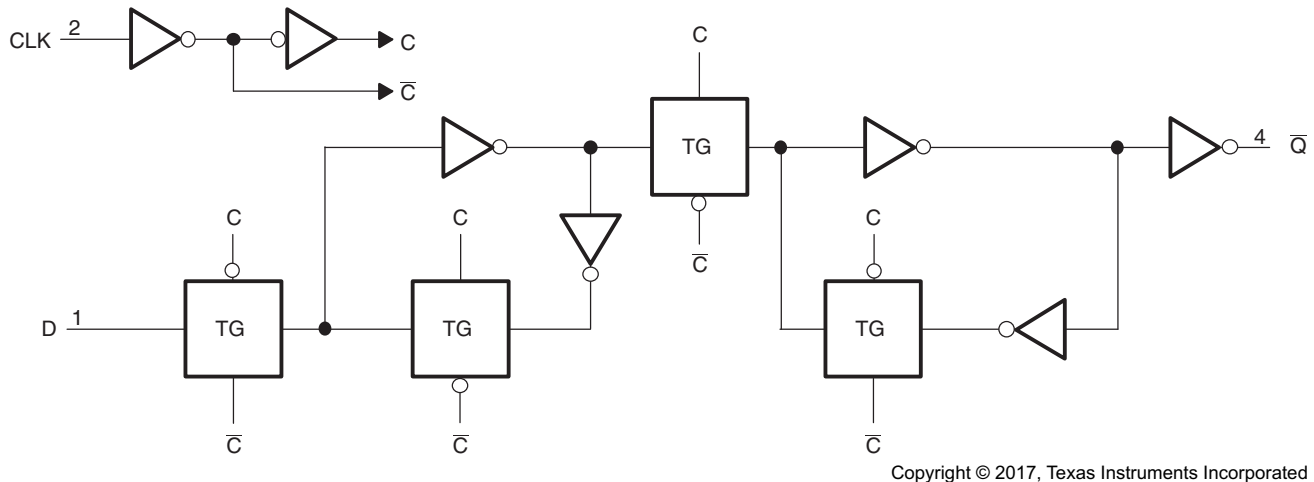 CLK 2
C
C̅
C
TG
C̅
4 Q̅
C
C
C
D 1
TG
TG
TG
C̅
C̅
C̅
Copyright © 2017, Texas Instruments Incorporated